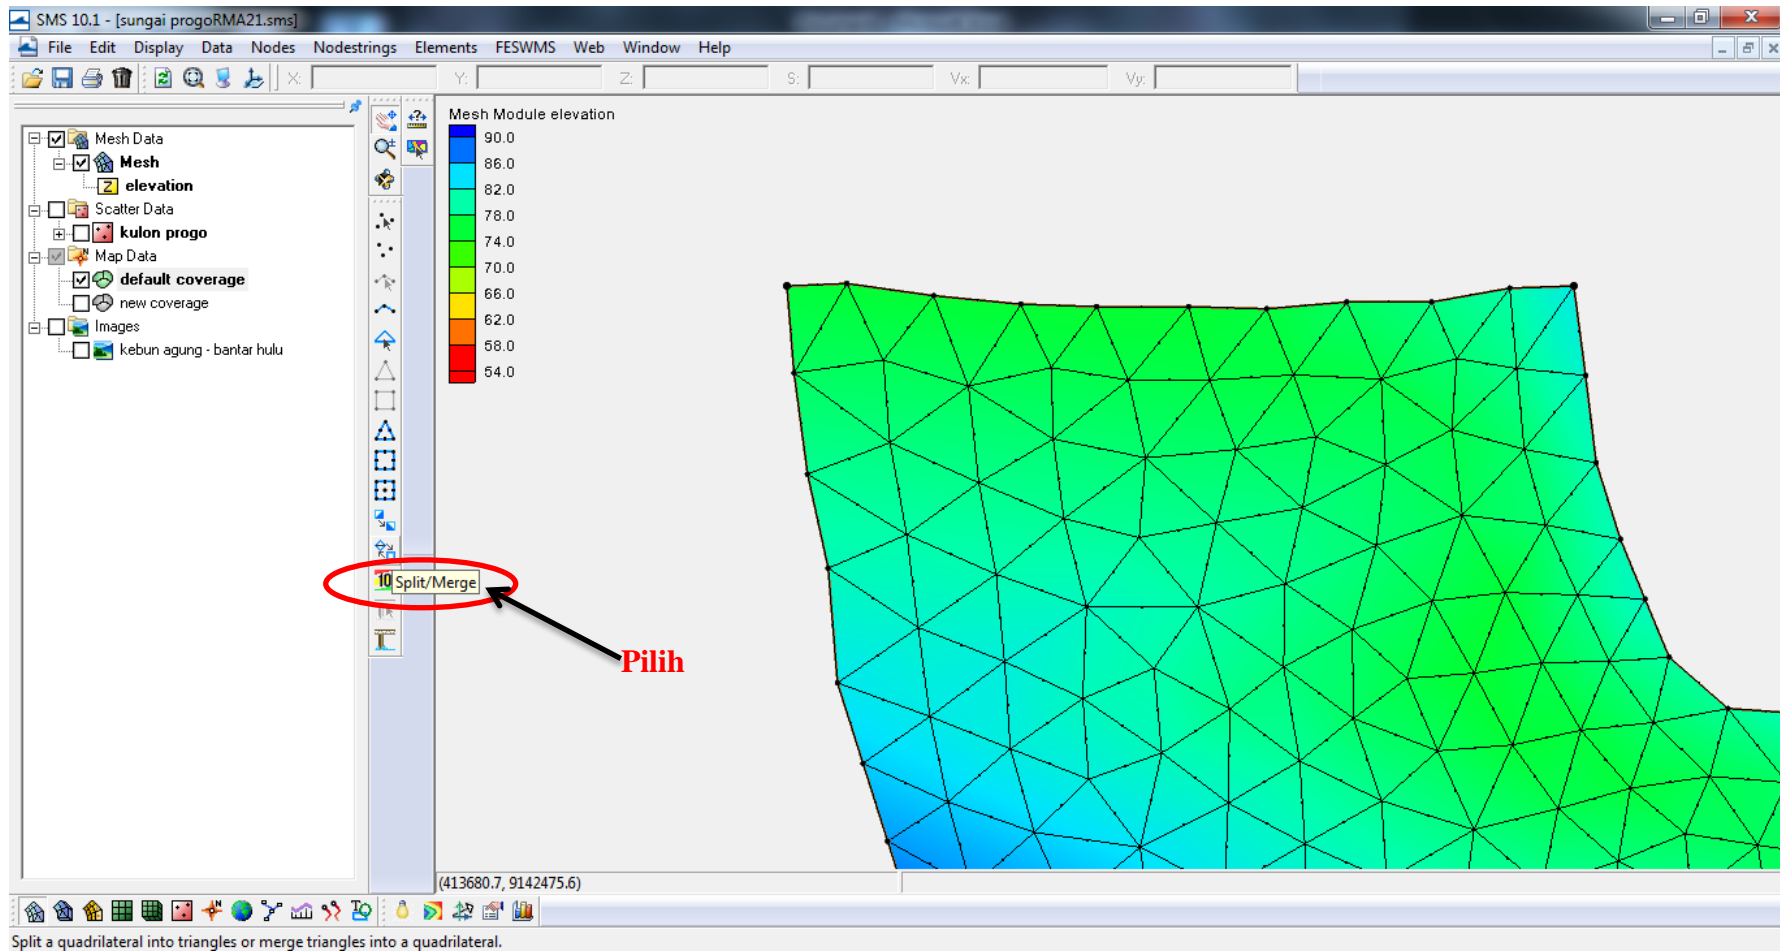 SMS 10.1 - [sungai progoRMA21.sms]
File Edit Display Data Nodes Nodestrings Elements FESWMS Web Window Help
X: Y: Z: S: Vx: Vy:
Mesh Data
Mesh
Z elevation
Scatter Data
kulon progo
Map Data
default coverage
new coverage
Images
kebun agung - bantar hulu
Mesh Module elevation
90.0
86.0
82.0
78.0
74.0
70.0
66.0
62.0
58.0
54.0
10 Split/Merge
Pilih
(413680.7, 9142475.6)
Split a quadrilateral into triangles or merge triangles into a quadrilateral.